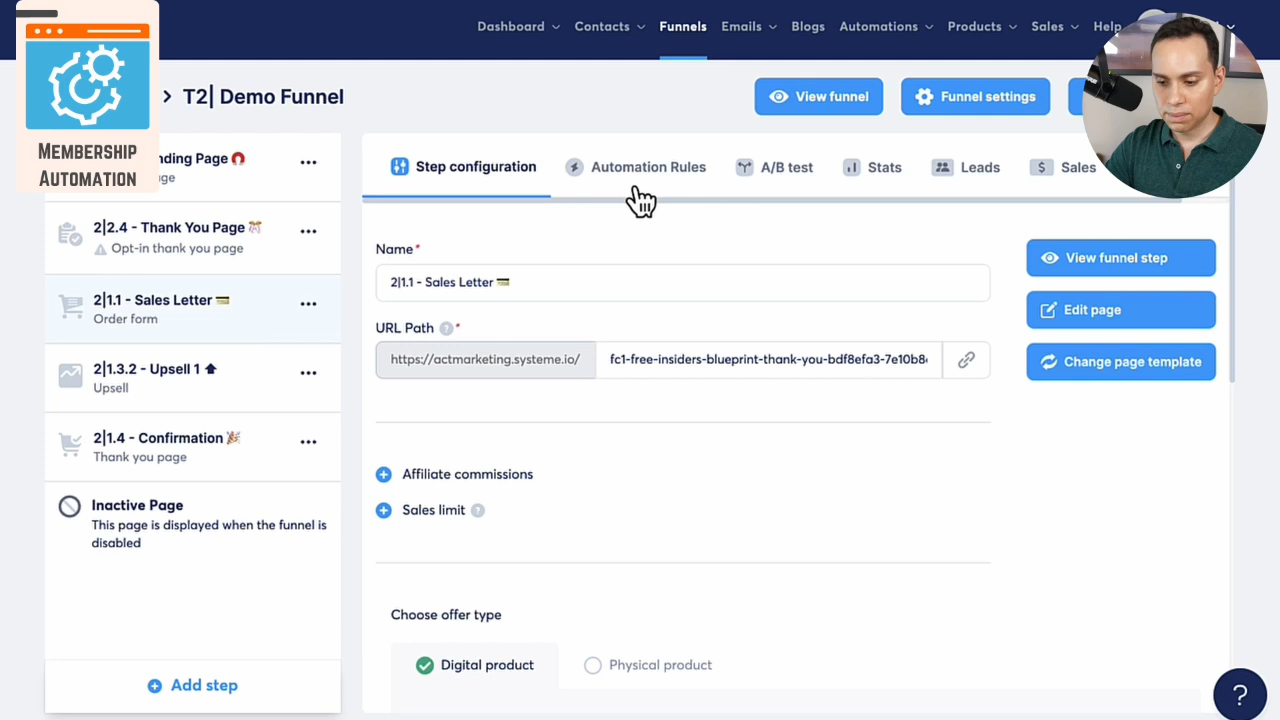 Dashboard
Contacts
Funnels
Emails
Blogs
Automations
Products
Sales
Help
MEMBERSHIP
AUTOMATION
T2| Demo Funnel
View funnel
Funnel settings
nding Page
age
2|2.4 - Thank You Page
Opt-in thank you page
2|1.1 - Sales Letter
Order form
2|1.3.2 - Upsell 1
Upsell
2|1.4 - Confirmation
Thank you page
Inactive Page
This page is displayed when the funnel is
disabled
Add step
Step configuration
Automation Rules
A/B test
Stats
Leads
$ Sales
Name*
2|1.1 - Sales Letter
URL Path ? *
https://actmarketing.systeme.io/
fc1-free-insiders-blueprint-thank-you-bdf8efa3-7e10b8
View funnel step
Edit page
Change page template
Affiliate commissions
Sales limit ?
Choose offer type
Digital product
Physical product
?